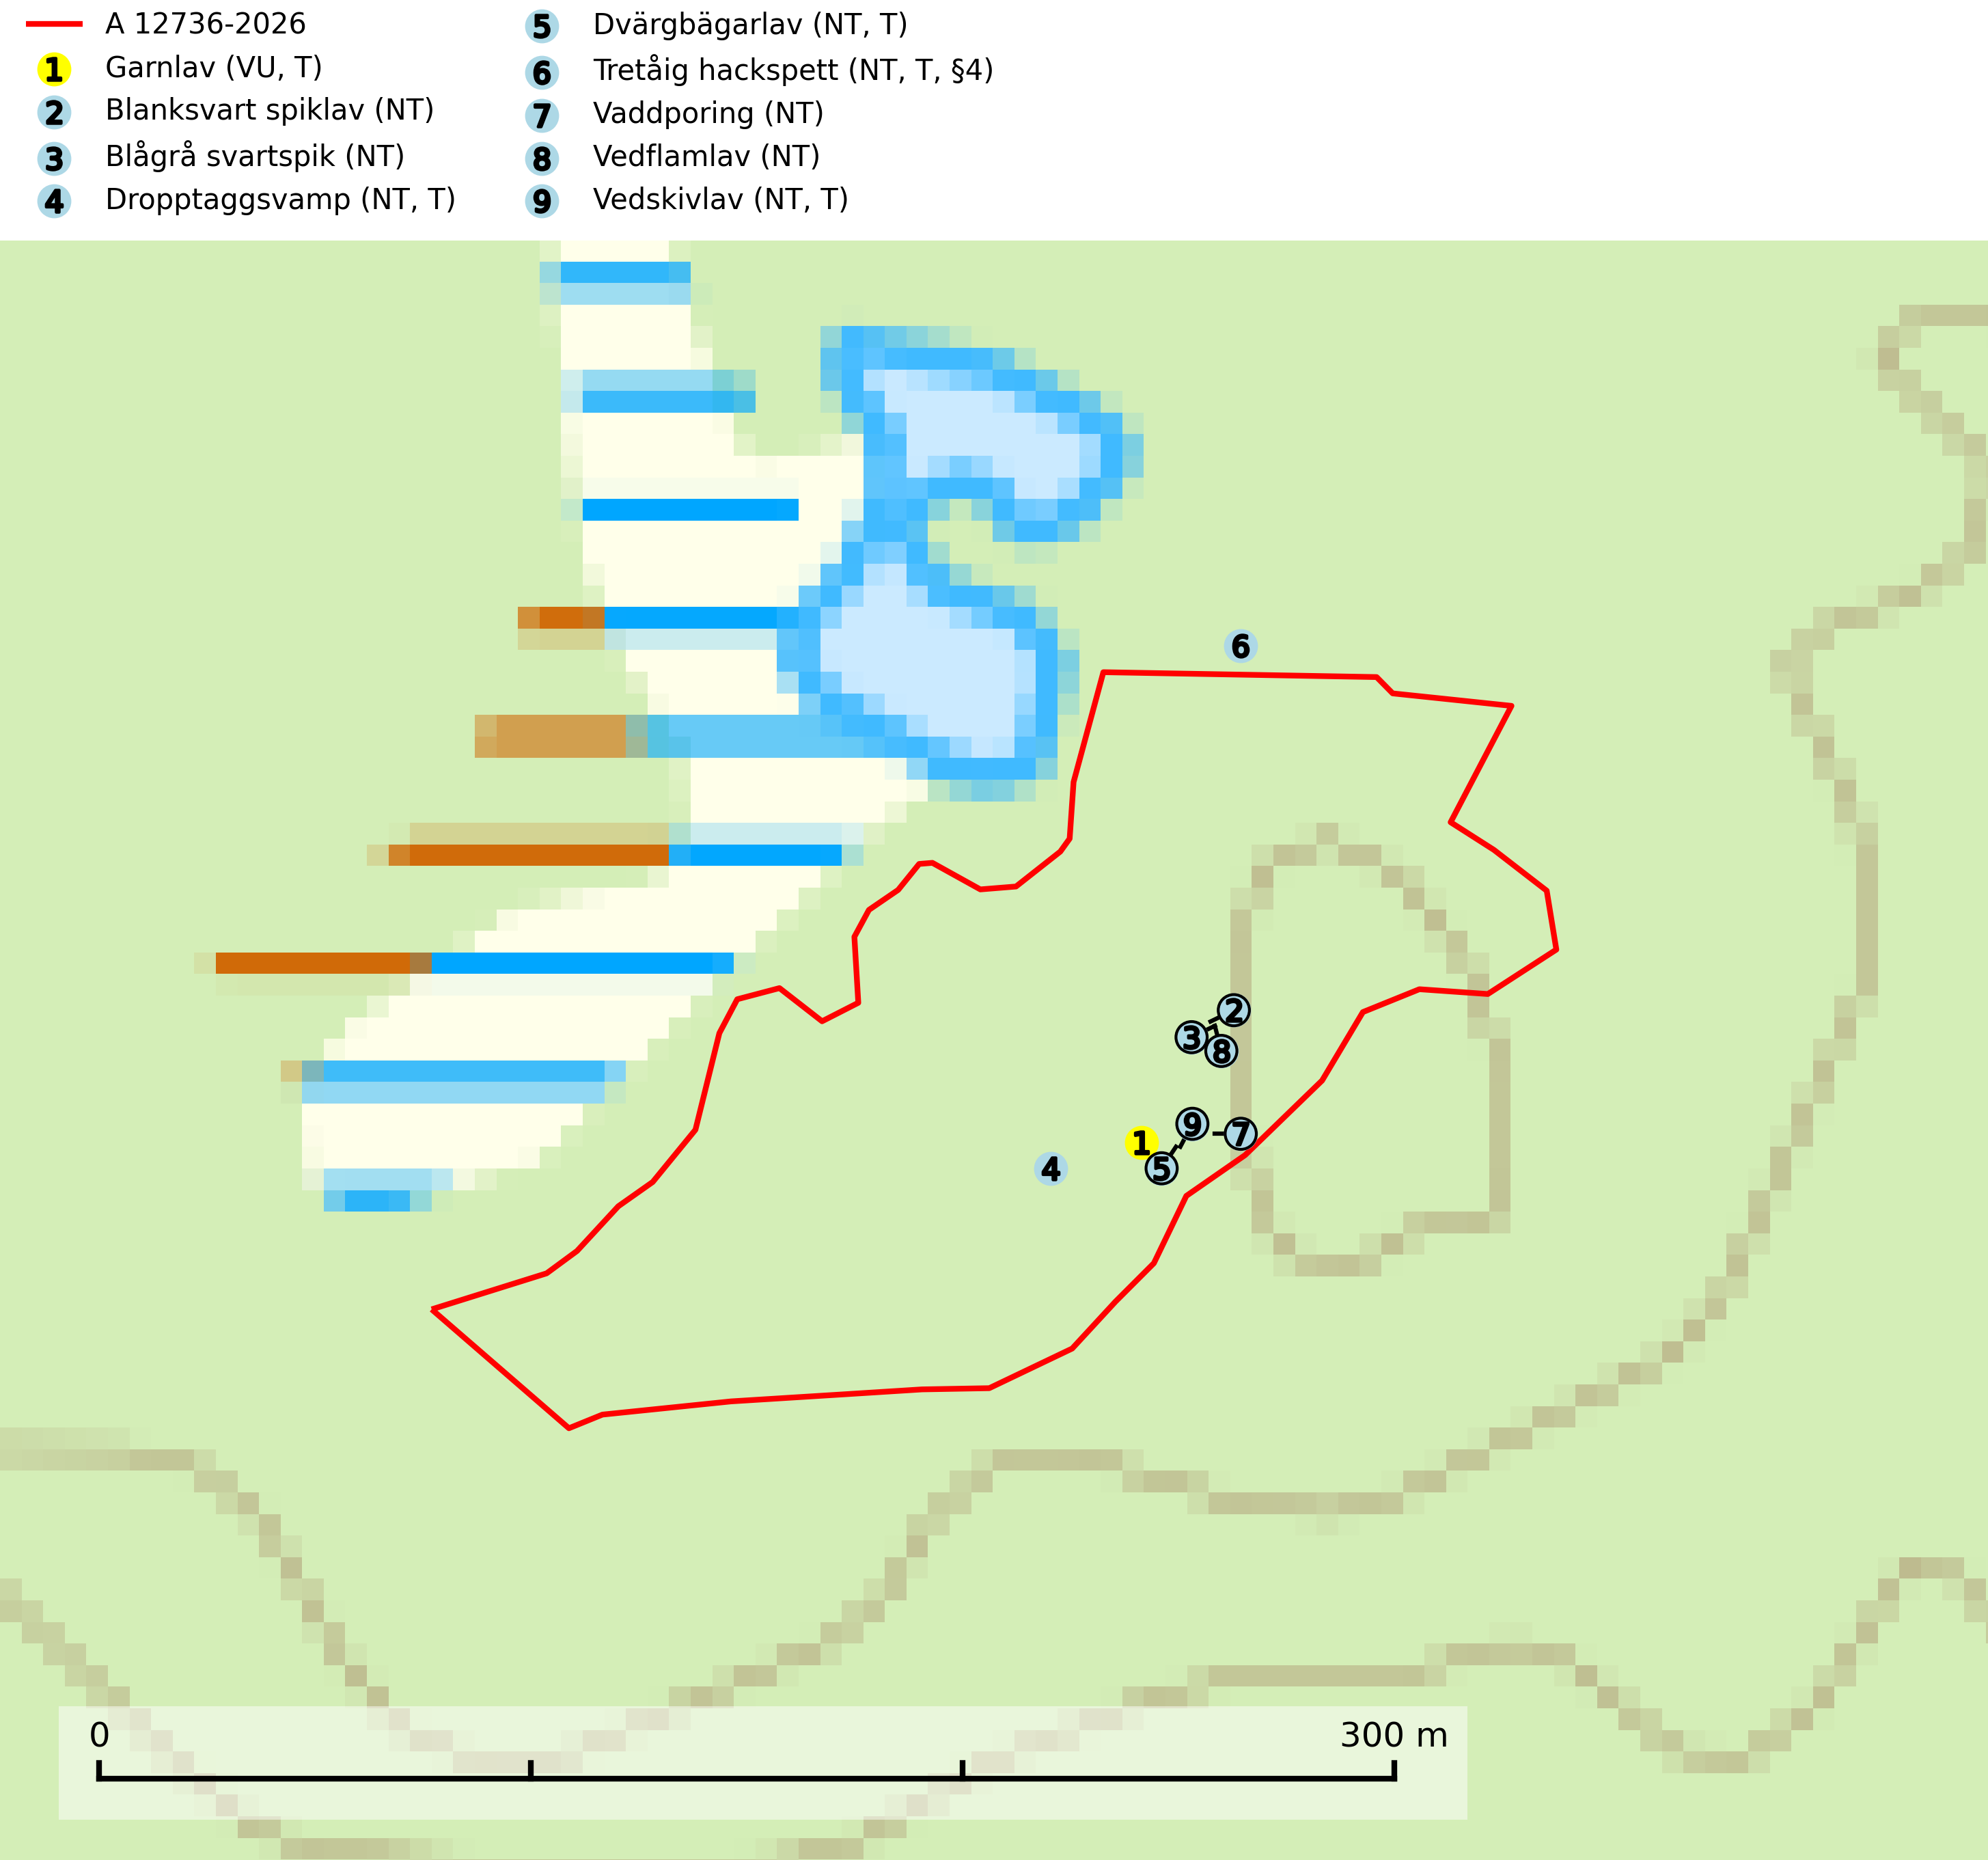 A 12736-2026
1 Garnlav (VU, T)
2 Blanksvart spiklav (NT)
3 Blågrå svartspik (NT)
4 Dropptaggsvamp (NT, T)
5 Dvärgbägarlav (NT, T)
6 Tretåig hackspett (NT, T, §4)
7 Vaddporing (NT)
8 Vedflamlav (NT)
9 Vedskivlav (NT, T)
6
2
3
8
9
7
1
5
4
0 300 m